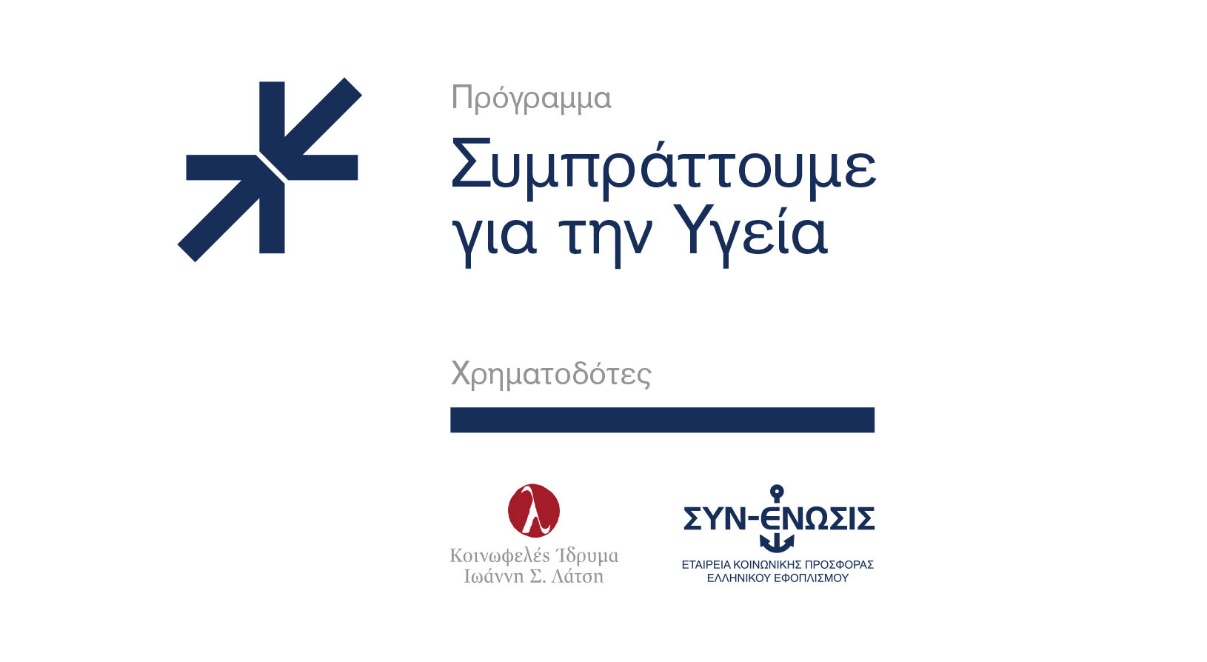 Πρόγραμμα
Συμπράττουμε
για την Υγεία
Χρηματοδότες
Κοινωφελές Ίδρυμα
Ιωάννη Σ. Λάτση
ΣΥΝ-ΕΝΩΣΙΣ
ΕΤΑΙΡΕΙΑ ΚΟΙΝΩΝΙΚΗΣ ΠΡΟΣΦΟΡΑΣ
ΕΛΛΗΝΙΚΟΥ ΕΦΟΠΛΙΣΜΟΥ